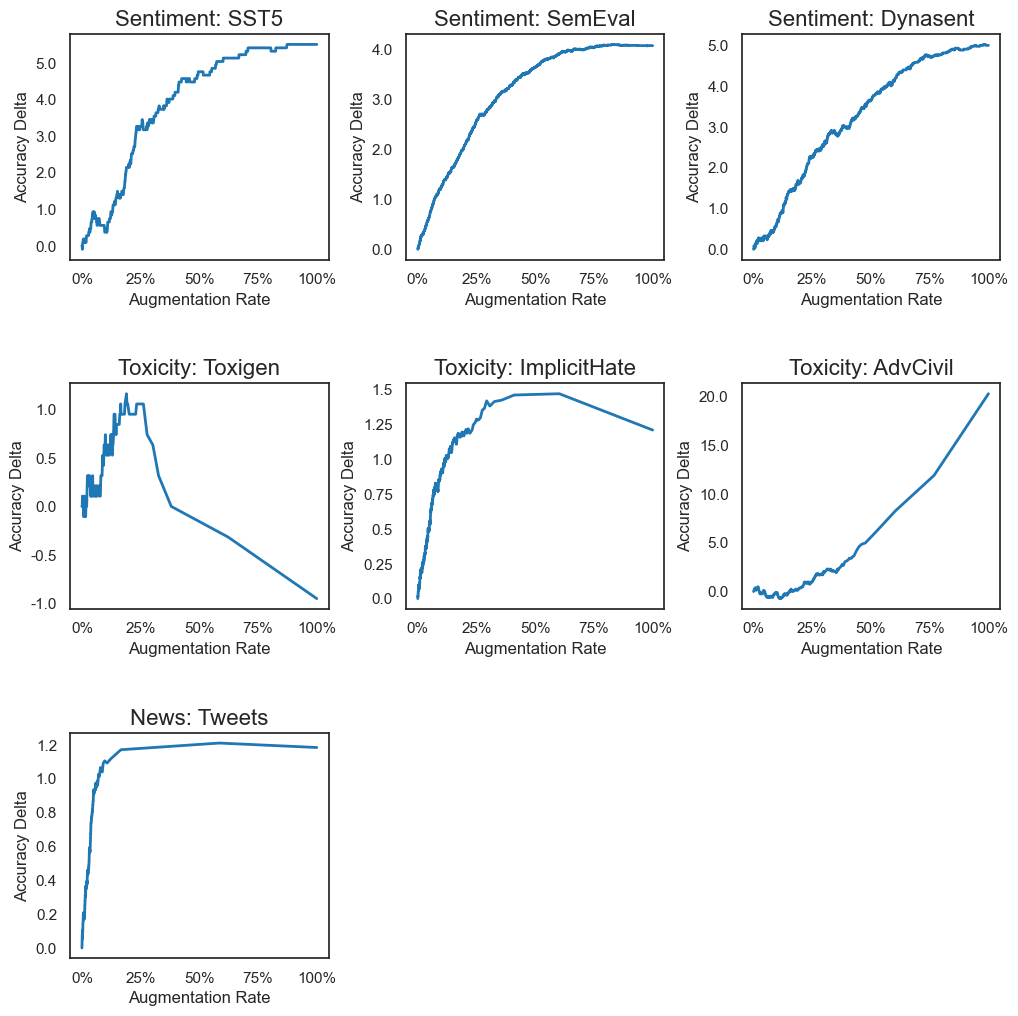 Sentiment: SST5
Accuracy Delta
5.0
4.0
3.0
2.0
1.0
0.0
0% 25% 50% 75% 100%
Augmentation Rate
Sentiment: SemEval
Accuracy Delta
4.0
3.0
2.0
1.0
0.0
0% 25% 50% 75% 100%
Augmentation Rate
Sentiment: Dynasent
Accuracy Delta
5.0
4.0
3.0
2.0
1.0
0.0
0% 25% 50% 75% 100%
Augmentation Rate
Toxicity: Toxigen
Accuracy Delta
1.0
0.5
0.0
-0.5
-1.0
0% 25% 50% 75% 100%
Augmentation Rate
Toxicity: ImplicitHate
Accuracy Delta
1.5
1.25
1.0
0.75
0.5
0.25
0.0
0% 25% 50% 75% 100%
Augmentation Rate
Toxicity: AdvCivil
Accuracy Delta
20.0
15.0
10.0
5.0
0.0
0% 25% 50% 75% 100%
Augmentation Rate
News: Tweets
Accuracy Delta
1.2
1.0
0.8
0.6
0.4
0.2
0.0
0% 25% 50% 75% 100%
Augmentation Rate